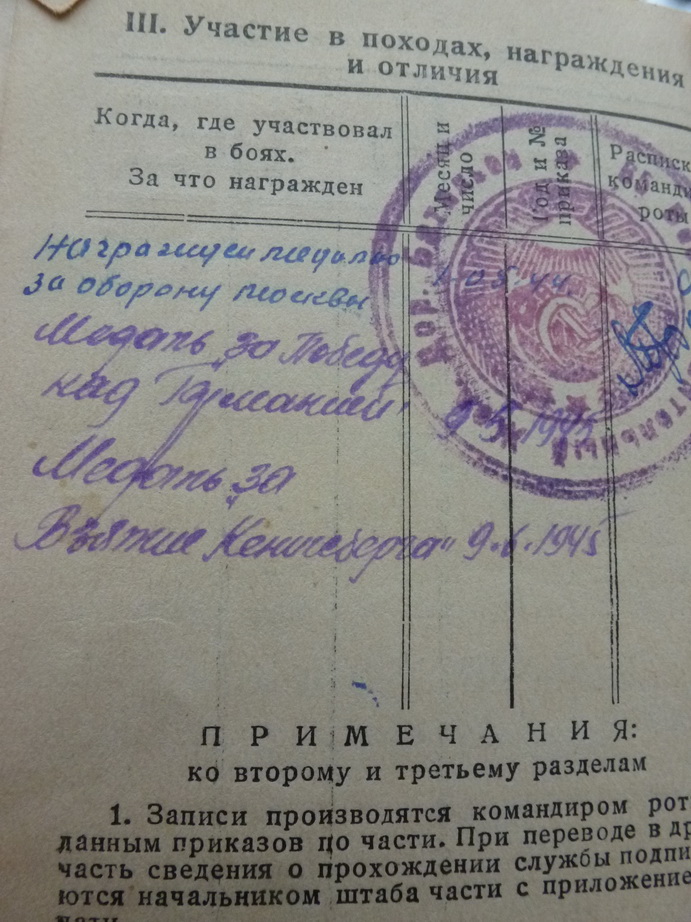 III. Участие в походах, награждения
и отличия
Когда, где участвовал
в боях.
За что награжден
Месяц и
число
Год и №
приказа
Распис
команди
роты
Награжден медалью
за оборону москвы
1 05.44
Медаль „за Победу
над Германией" 9 5.1945
Медаль „за
Взятие Кенигсберга" 9.6.1945
ПРИМЕЧАНИЯ:
ко второму и третьему разделам
1. Записи производятся командиром рот
данным приказов по части. При переводе в др
часть сведения о прохождении службы подпи
ются начальником штаба части с приложение